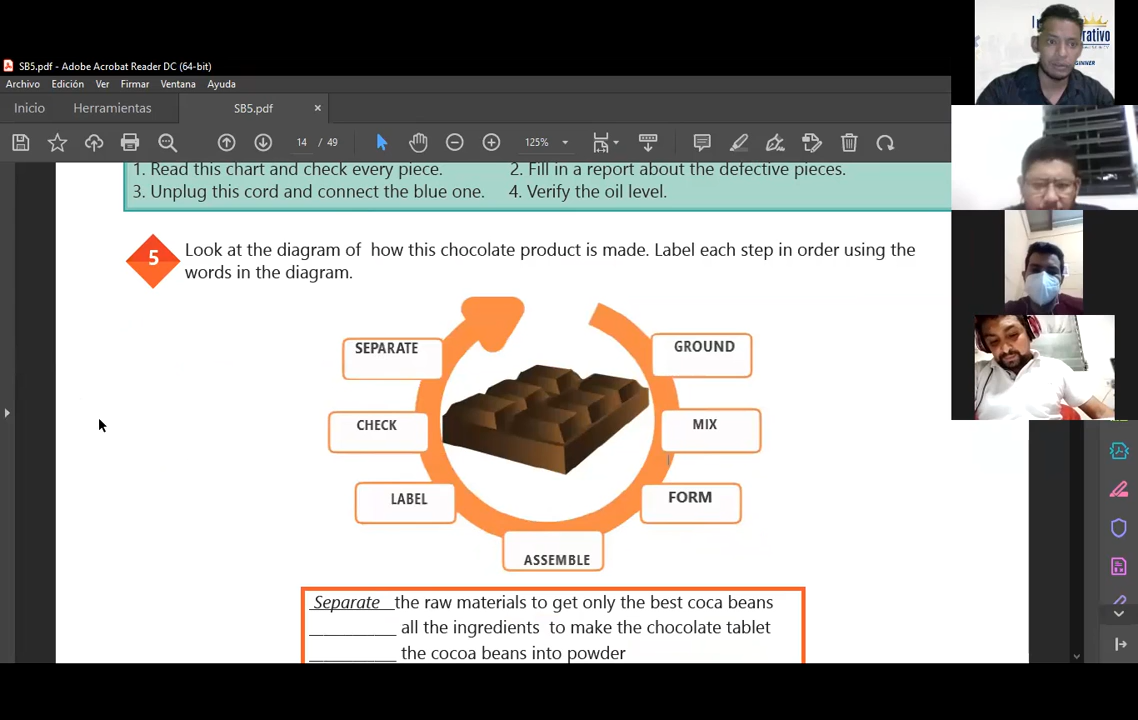 SB5.pdf - Adobe Acrobat Reader DC (64-bit)
Archivo Edición Ver Firmar Ventana Ayuda
Inicio Herramientas SB5.pdf ×
14 / 49 125%
1. Read this chart and check every piece. 2. Fill in a report about the defective pieces.
3. Unplug this cord and connect the blue one. 4. Verify the oil level.
5 Look at the diagram of how this chocolate product is made. Label each step in order using the
words in the diagram.
SEPARATE GROUND
CHECK MIX
LABEL FORM
ASSEMBLE
Separate the raw materials to get only the best coca beans
all the ingredients to make the chocolate tablet
the cocoa beans into powder